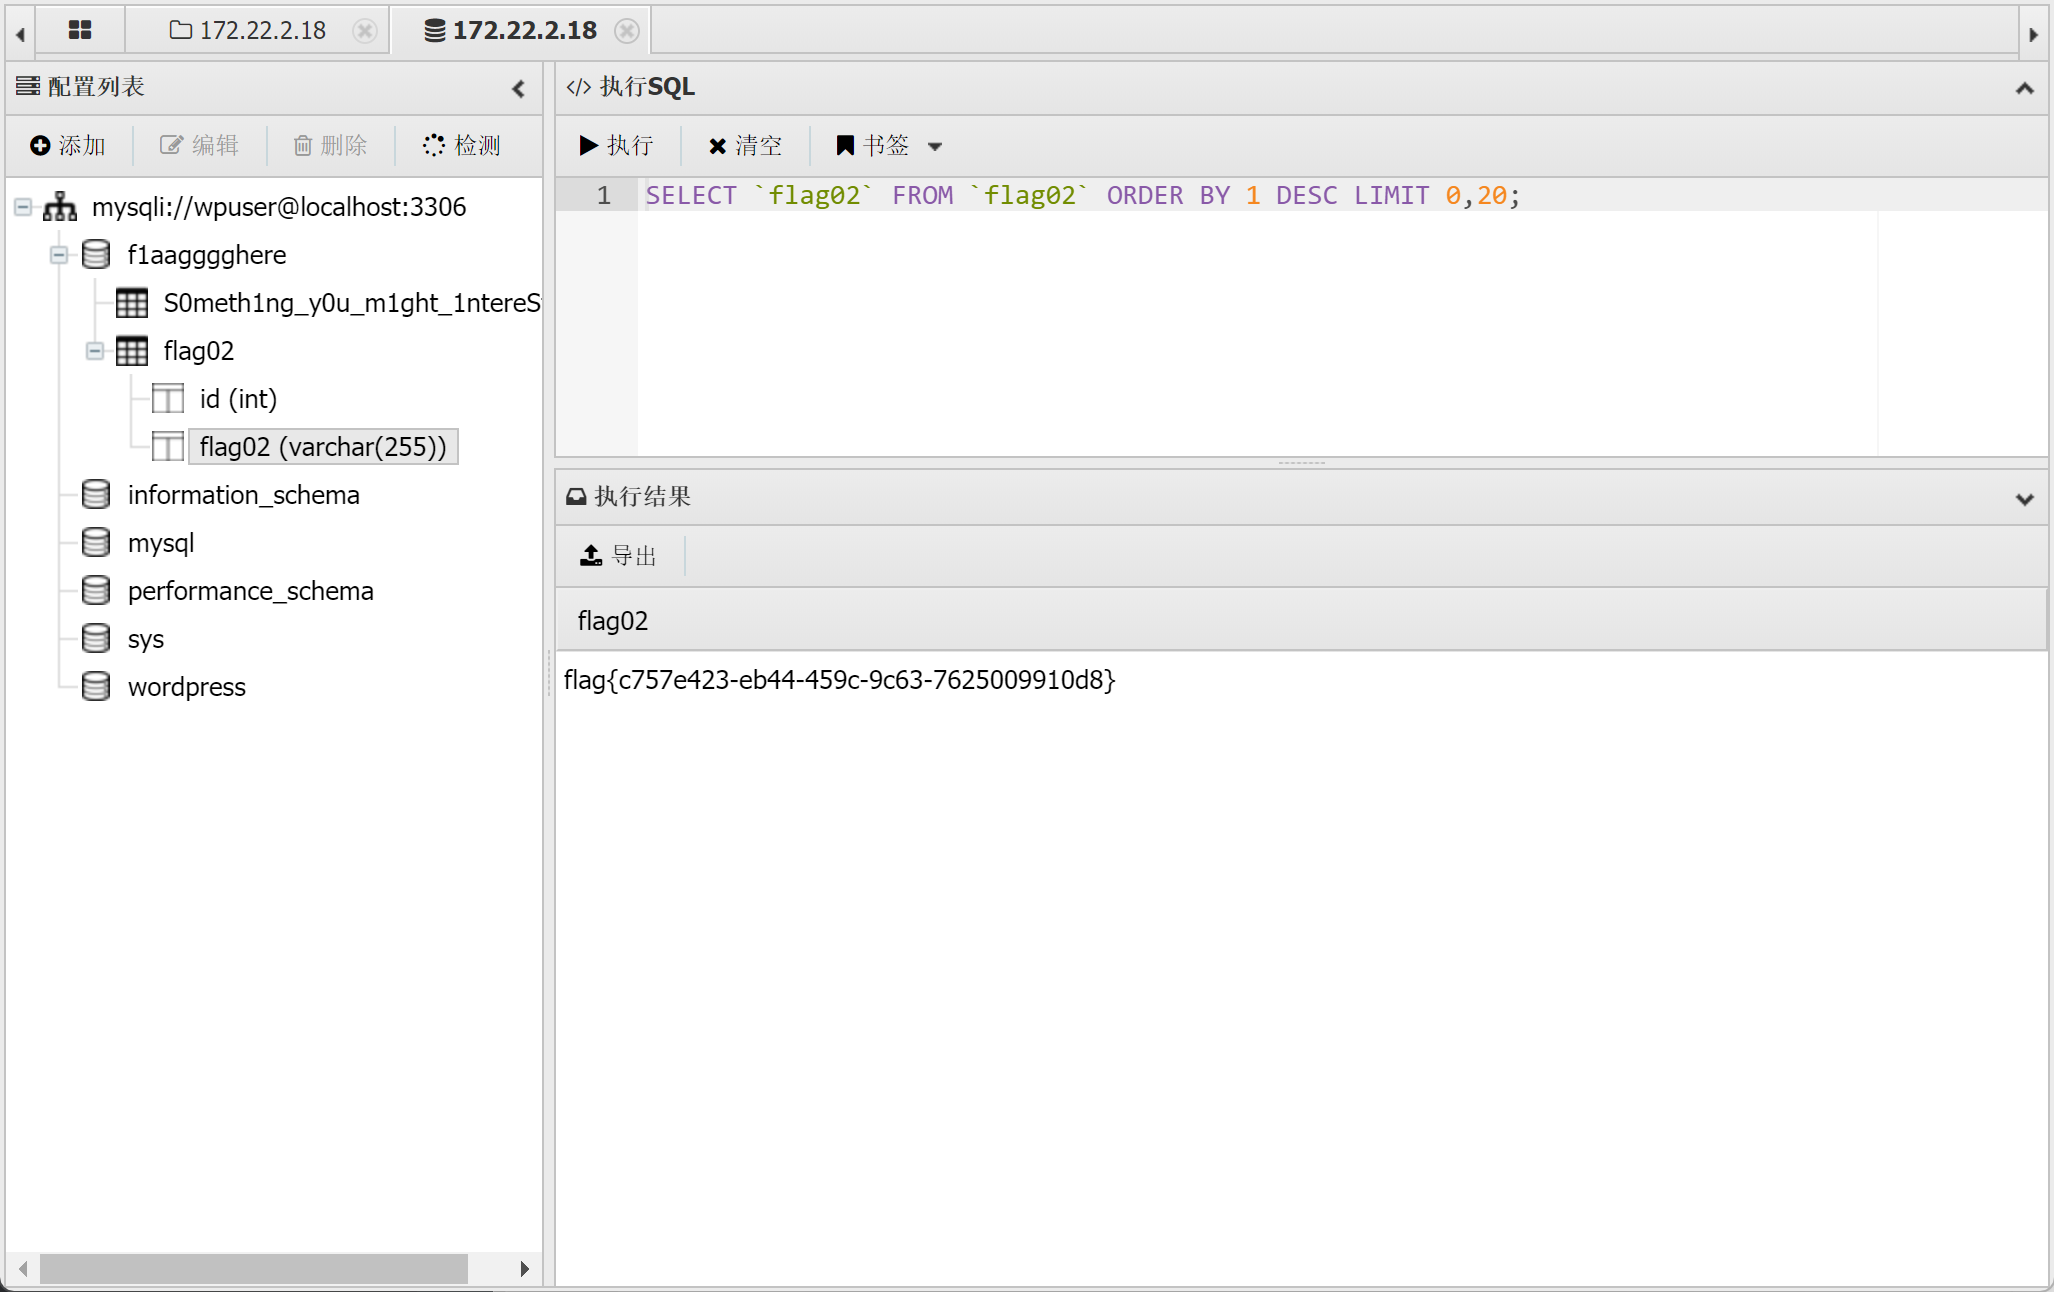 172.22.2.18
172.22.2.18
配置列表
添加 编辑 删除 检测
mysqli://wpuser@localhost:3306
f1aagggghere
S0meth1ng_y0u_m1ght_1ntereS
flag02
id (int)
flag02 (varchar(255))
information_schema
mysql
performance_schema
sys
wordpress
</> 执行SQL
执行 清空 书签
1 SELECT `flag02` FROM `flag02` ORDER BY 1 DESC LIMIT 0,20;
执行结果
导出
flag02
flag{c757e423-eb44-459c-9c63-7625009910d8}